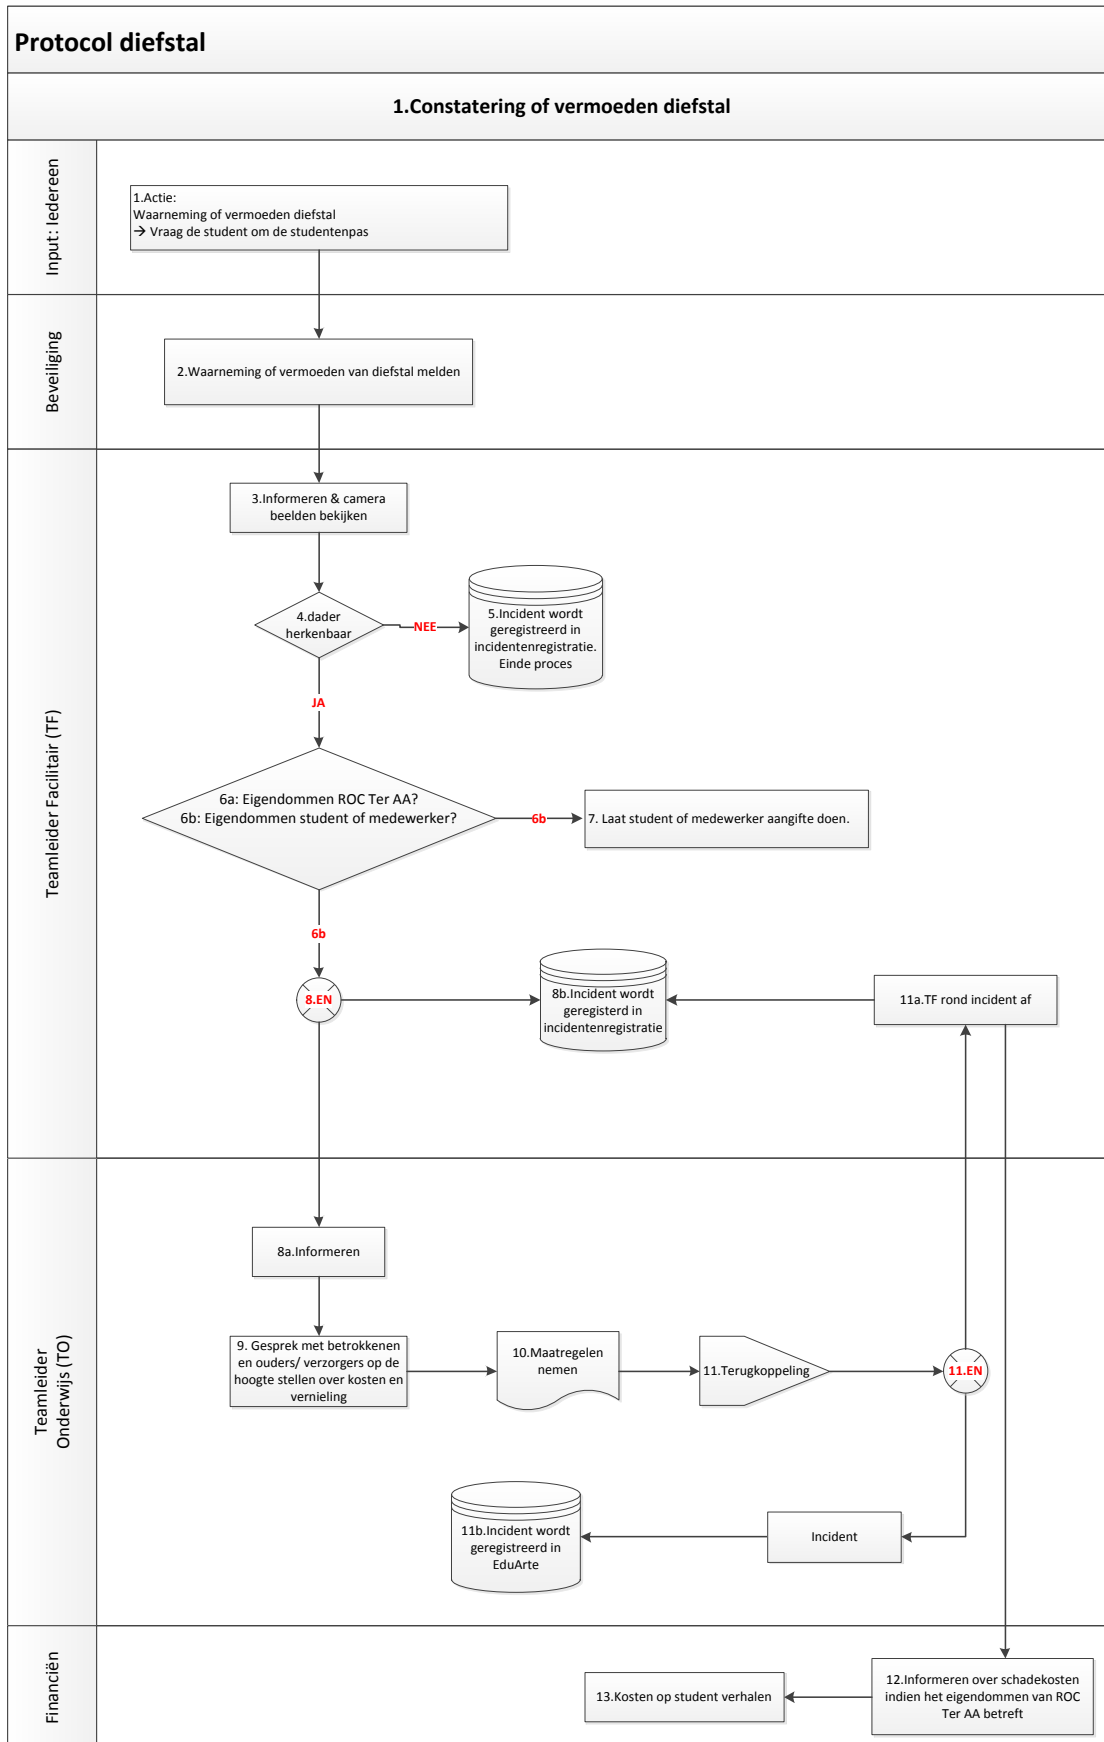 Protocol diefstal
1.Constatering of vermoeden diefstal
Input: Iedereen
1.Actie:
Waarneming of vermoeden diefstal
→ Vraag de student om de studentenpas
Beveiliging
2.Waarneming of vermoeden van diefstal melden
Teamleider Facilitair (TF)
3.Informeren & camera
beelden bekijken
4.dader
herkenbaar
NEE
5.Incident wordt
geregistreerd in
incidentenregistratie.
Einde proces
JA
6a: Eigendommen ROC Ter AA?
6b: Eigendommen student of medewerker?
6b
7. Laat student of medewerker aangifte doen.
6b
8.EN
8b.Incident wordt
geregisterd in
incidentenregistratie
11a.TF rond incident af
Teamleider
Onderwijs (TO)
8a.Informeren
9. Gesprek met betrokkenen
en ouders/ verzorgers op de
hoogte stellen over kosten en
vernieling
10.Maatregelen
nemen
11.Terugkoppeling
11.EN
11b.Incident wordt
geregistreerd in
EduArte
Incident
Financiën
12.Informeren over schadekosten
indien het eigendommen van ROC
Ter AA betreft
13.Kosten op student verhalen